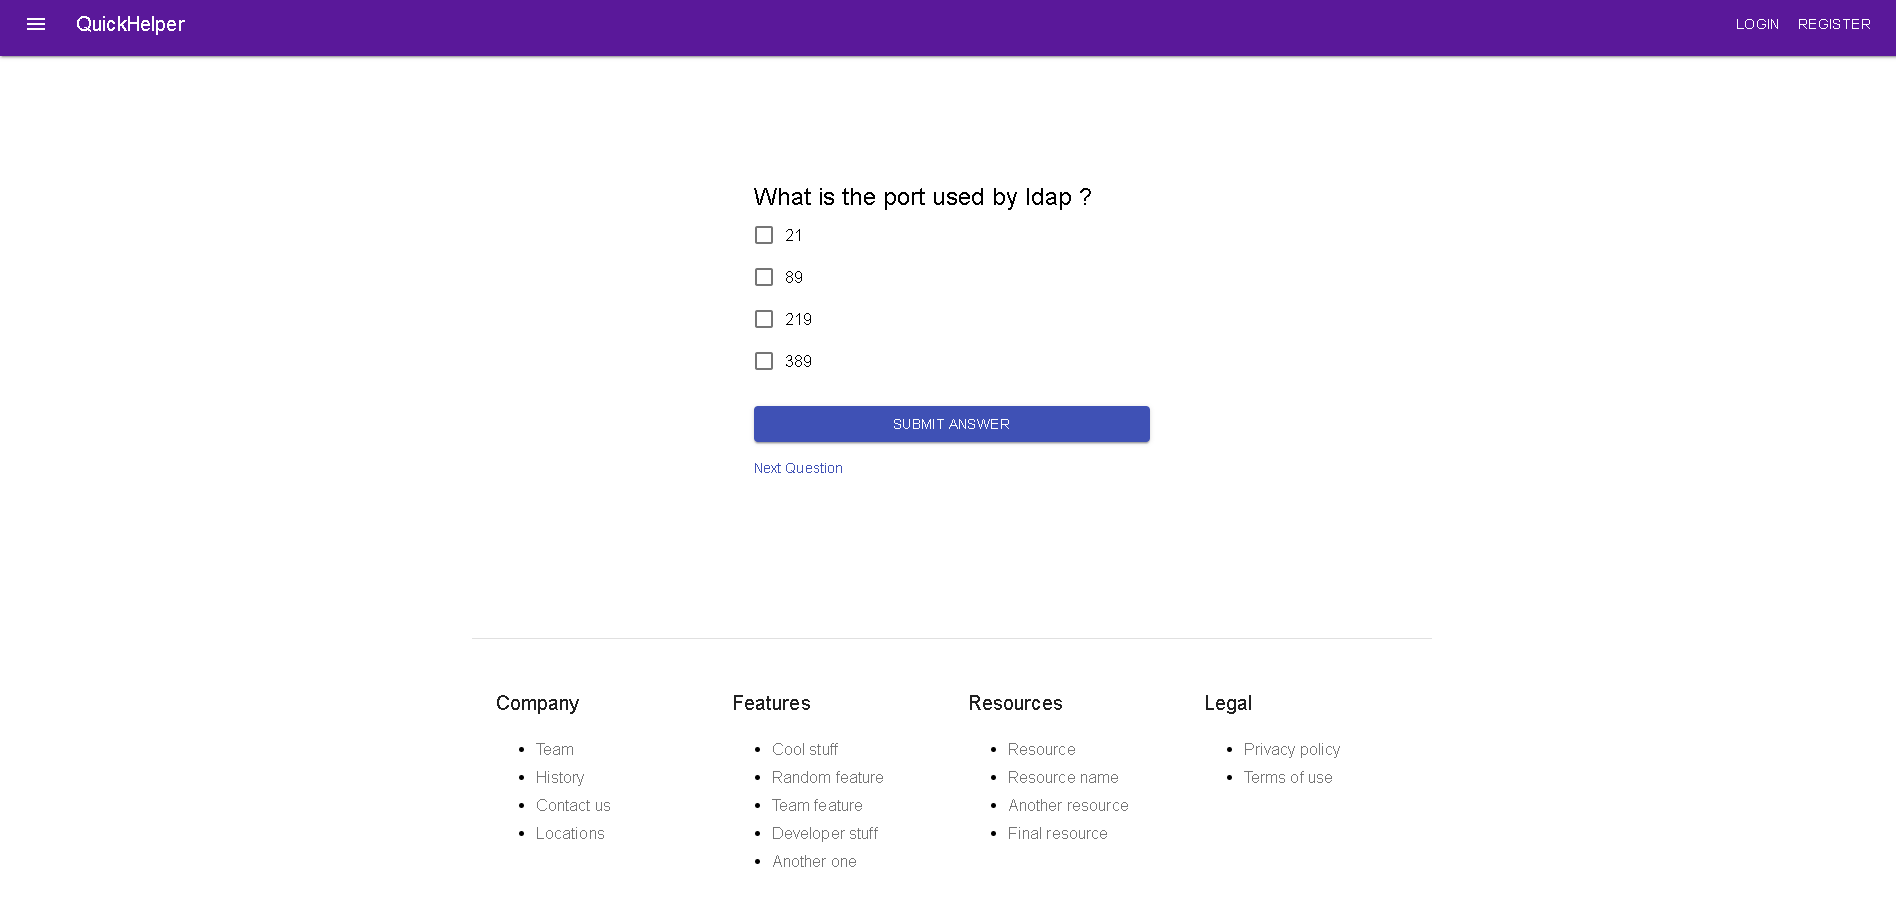 QuickHelper
LOGIN REGISTER
What is the port used by ldap ?
21
89
219
389
SUBMIT ANSWER
Next Question
Company
Team
History
Contact us
Locations
Features
Cool stuff
Random feature
Team feature
Developer stuff
Another one
Resources
Resource
Resource name
Another resource
Final resource
Legal
Privacy policy
Terms of use